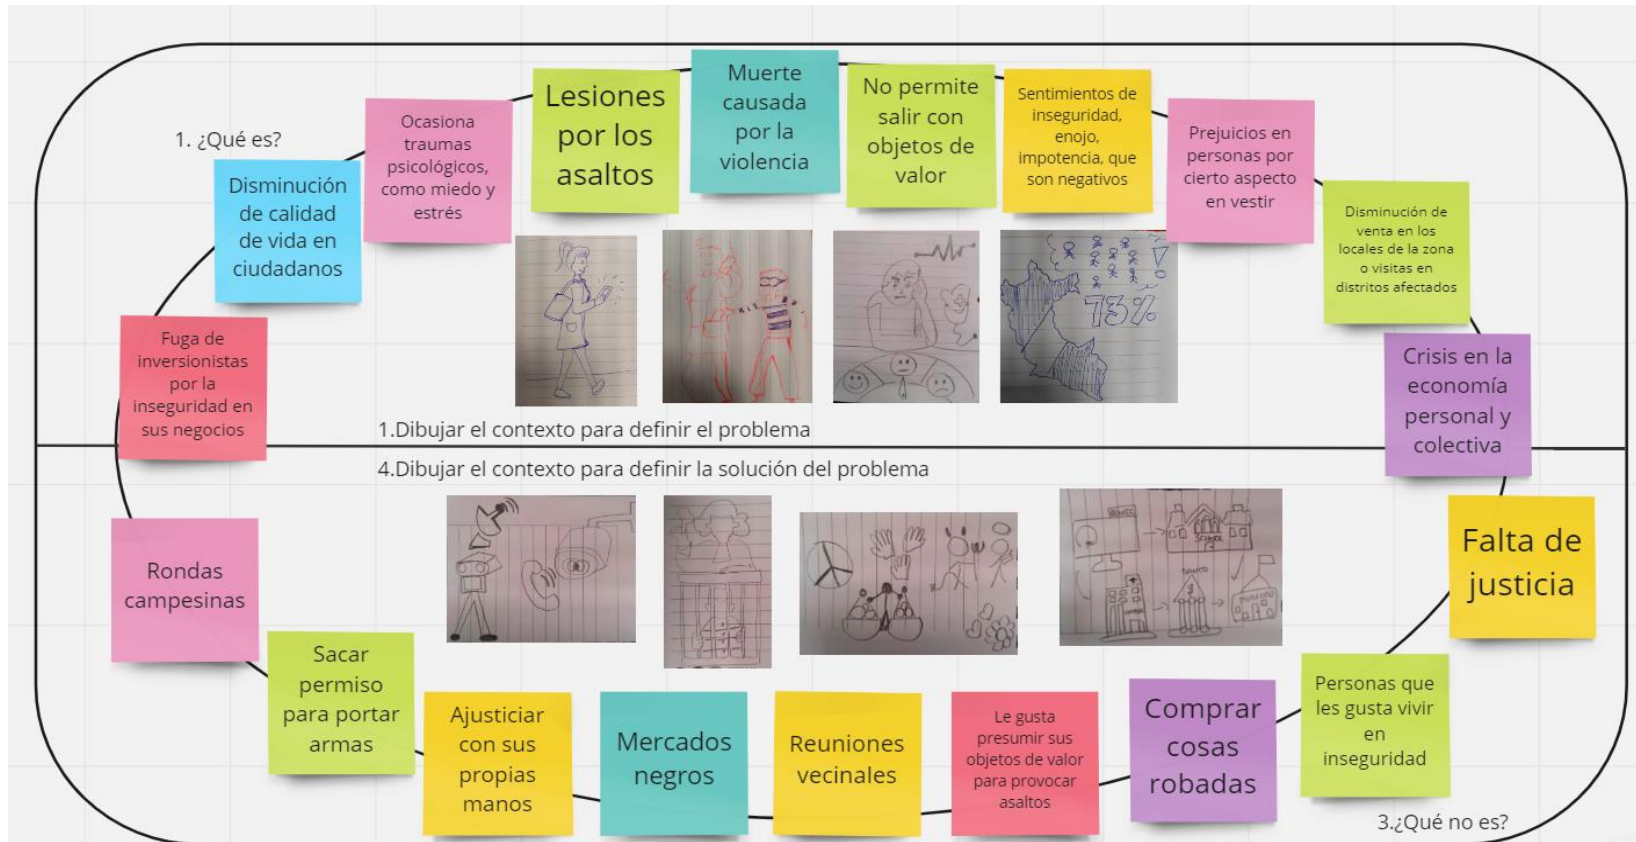 1. ¿Qué es?
Fuga de
inversionistas
por la
inseguridad en
sus negocios
Disminución
de calidad
de vida en
ciudadanos
Ocasiona
traumas
psicológicos,
como miedo y
estrés
Lesiones
por los
asaltos
Muerte
causada
por la
violencia
No permite
salir con
objetos de
valor
Sentimientos de
inseguridad,
enojo,
impotencia, que
son negativos
Prejuicios en
personas por
cierto aspecto
en vestir
Disminución de
venta en los
locales de la zona
o visitas en
distritos afectados
Crisis en la
economía
personal y
colectiva
73%
1.Dibujar el contexto para definir el problema
4.Dibujar el contexto para definir la solución del problema
SCHOOL
BANCO
Falta de
justicia
Rondas
campesinas
Sacar
permiso
para portar
armas
Ajusticiar
con sus
propias
manos
Mercados
negros
Reuniones
vecinales
Le gusta
presumir sus
objetos de valor
para provocar
asaltos
Comprar
cosas
robadas
Personas que
les gusta vivir
en
inseguridad
3.¿Qué no es?